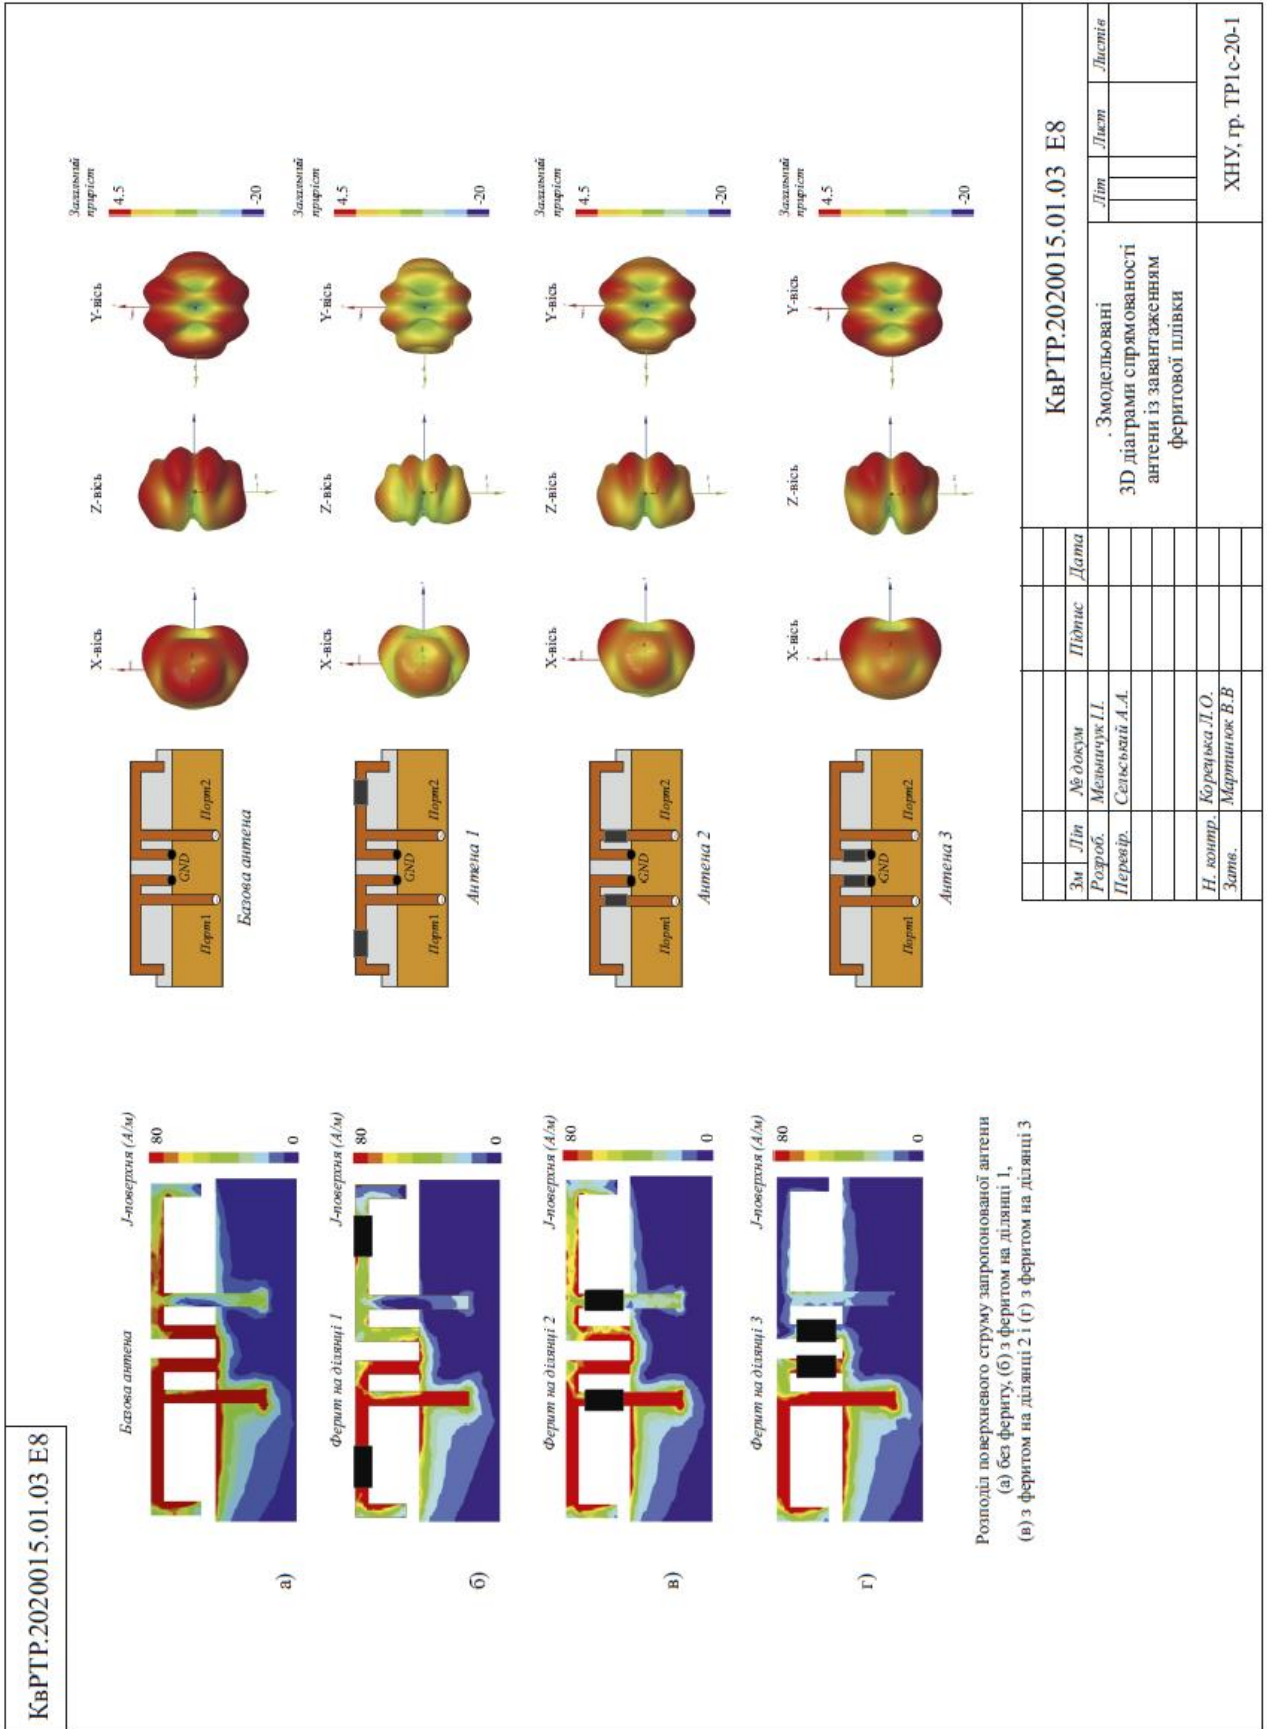 КвРТР.2020015.01.03 Е8
а)
Базова антена
J-поверхня (А/м)
80
0
Базова антена
Порт1
GND
Порт2
X-вісь
Z-вісь
Y-вісь
Загальний
приріст
4.5
-20
б)
Ферит на ділянці 1
J-поверхня (А/м)
80
0
Антена 1
Порт1
GND
Порт2
X-вісь
Z-вісь
Y-вісь
Загальний
приріст
4.5
-20
в)
Ферит на ділянці 2
J-поверхня (А/м)
80
0
Антена 2
Порт1
GND
Порт2
X-вісь
Z-вісь
Y-вісь
Загальний
приріст
4.5
-20
г)
Ферит на ділянці 3
J-поверхня (А/м)
80
0
Антена 3
Порт1
GND
Порт2
X-вісь
Z-вісь
Y-вісь
Загальний
приріст
4.5
-20
Розподіл поверхневого струму запропонованої антени
(а) без фериту, (б) з феритом на ділянці 1,
(в) з феритом на ділянці 2 і (г) з феритом на ділянці 3
КвРТР.2020015.01.03 Е8
Зм Літ № докум Підпис Дата
Розроб. Мельничук І.І.
Перевір. Сельський А.А.
Н. контр. Корецька Л.О.
Затв. Мартинюк В.В
. Змодельовані
3D діаграми спрямованості
антени із завантаженням
феритової плівки
Літ Лист Листів
ХНУ, гр. ТР1с-20-1